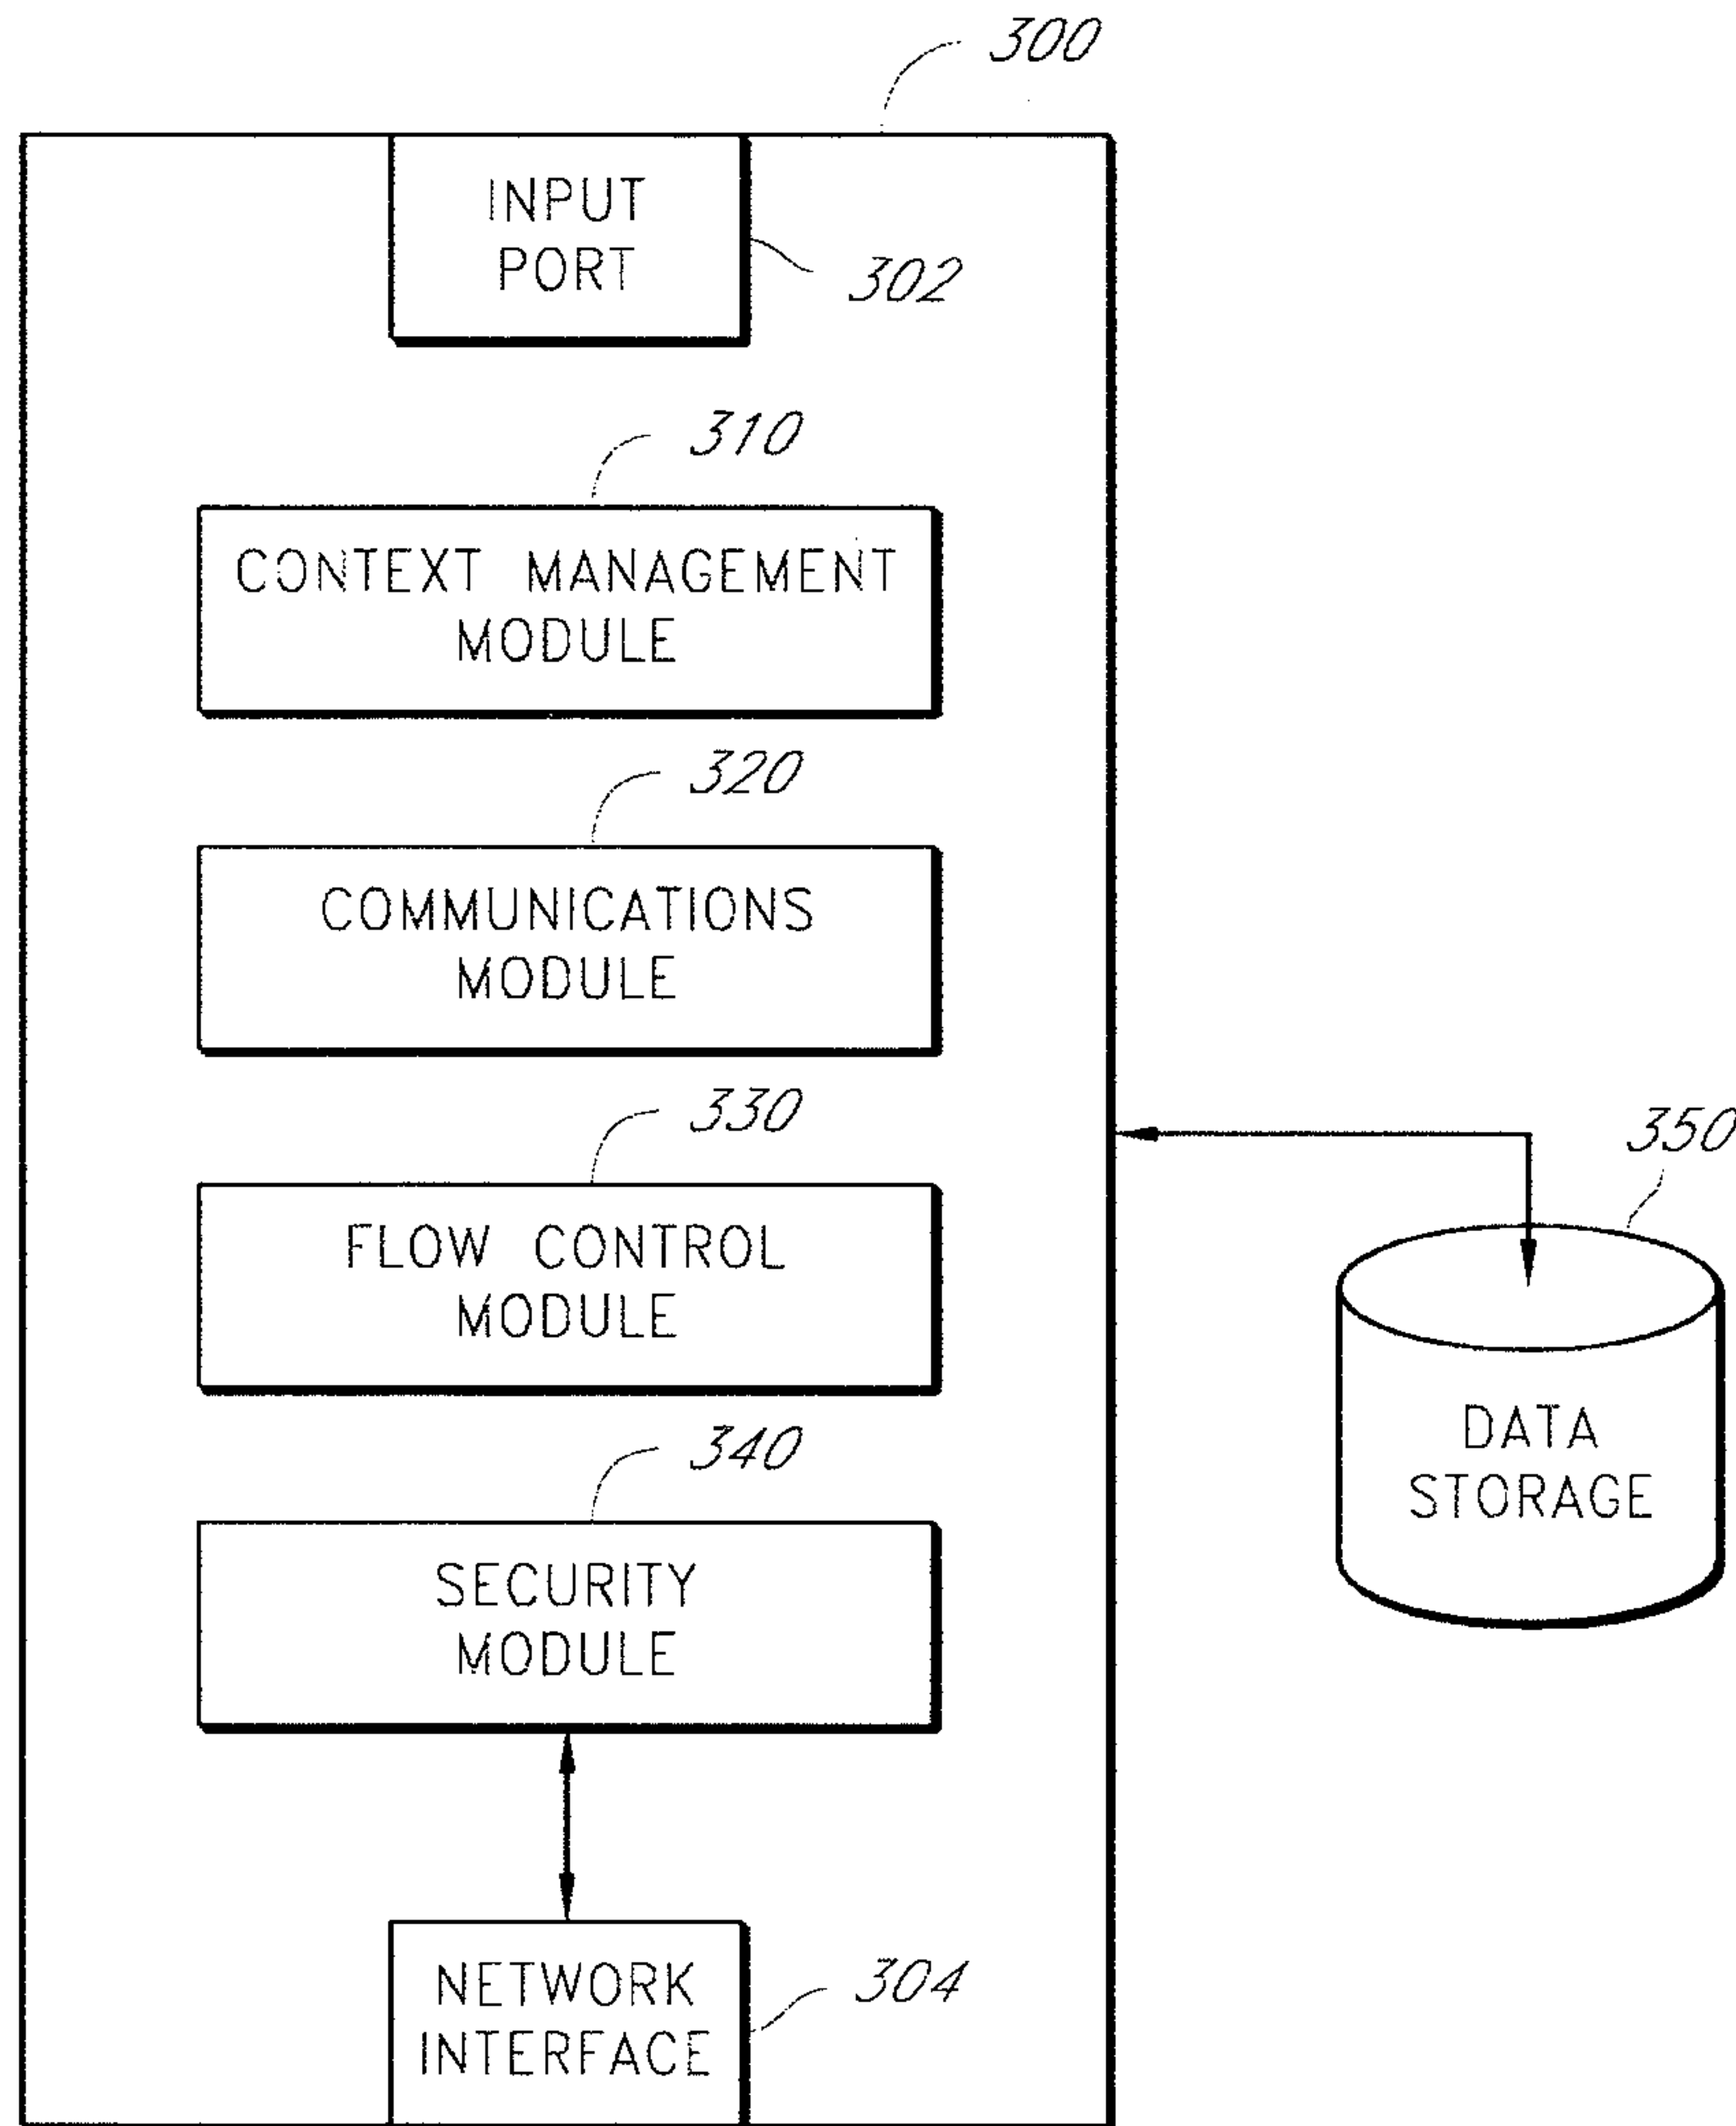 300
INPUT
PORT
302
310
CONTEXT MANAGEMENT
MODULE
320
COMMUNICATIONS
MODULE
330
FLOW CONTROL
MODULE
350
DATA
STORAGE
340
SECURITY
MODULE
NETWORK
INTERFACE
304